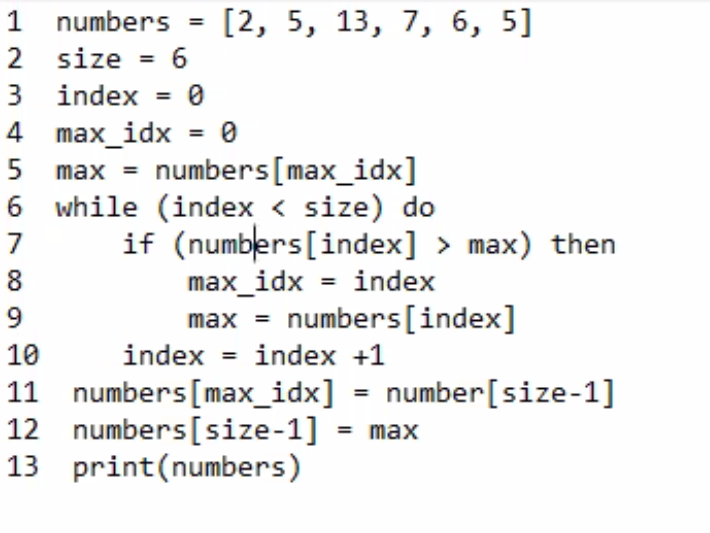 1 numbers = [2, 5, 13, 7, 6, 5]
2 size = 6
3 index = 0
4 max_idx = 0
5 max = numbers[max_idx]
6 while (index < size) do
7 if (numbers[index] > max) then
8 max_idx = index
9 max = numbers[index]
10 index = index +1
11 numbers[max_idx] = number[size-1]
12 numbers[size-1] = max
13 print(numbers)